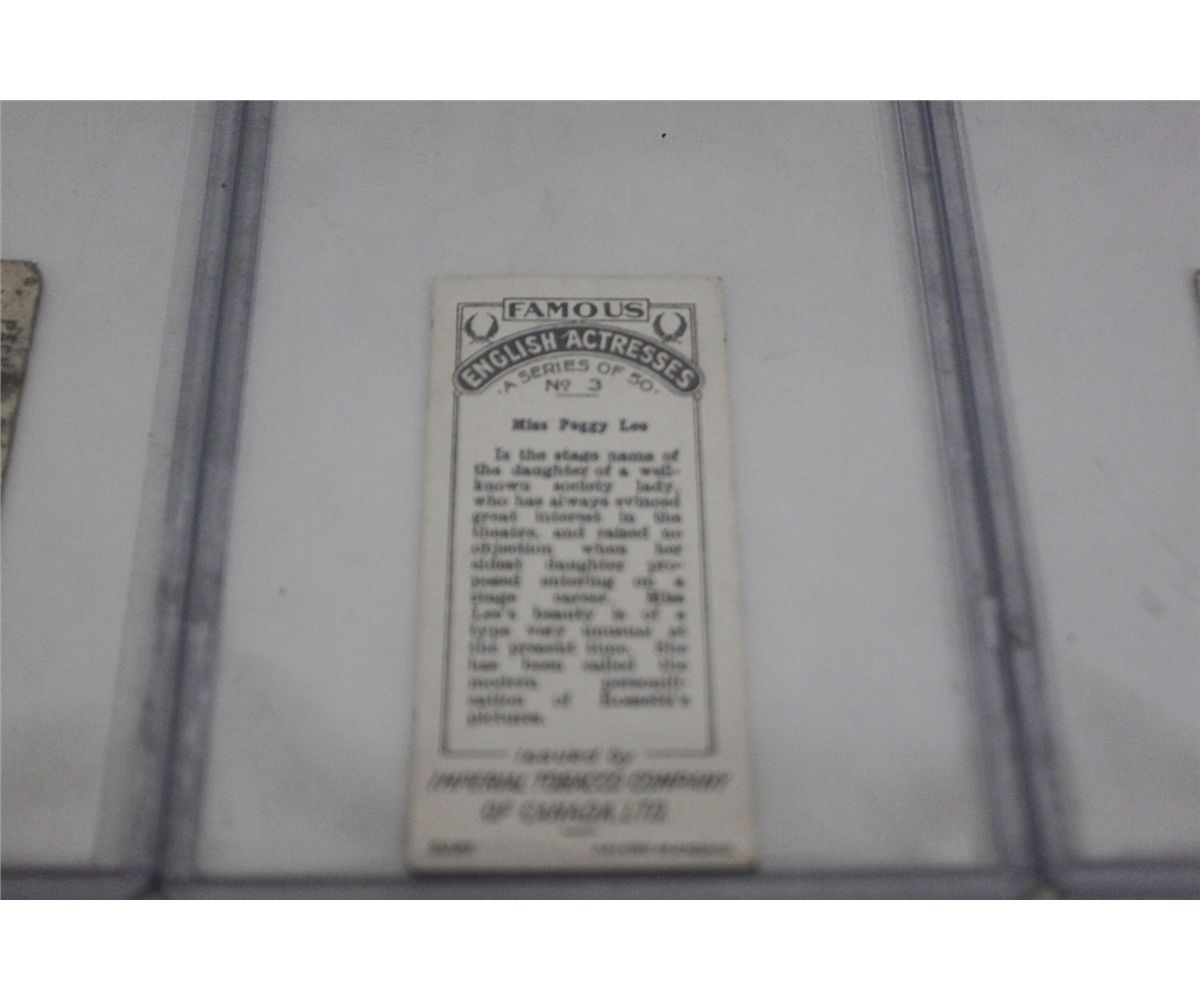 FAMOUS
ENGLISH ACTRESSES
·A SERIES OF 50·
No 3
Miss Peggy Lee
Is the stage name of
the daughter of a well-
known society lady,
who has always evinced
great interest in the
theatre, and raised no
objection when her
eldest daughter pro-
posed entering on a
stage career. Miss
Lee's beauty is of a
type very unusual at
the present time. She
has been called the
modern personifi-
cation of Rossetti's
pictures.
Issued by
IMPERIAL TOBACCO COMPANY
OF CANADA, LTD.